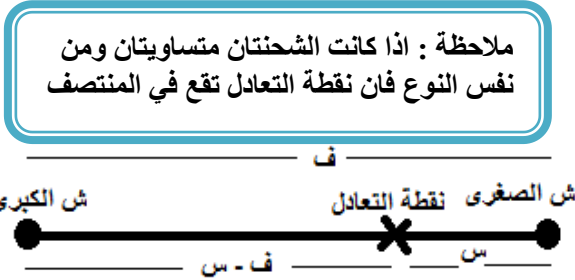 ملاحظة : اذا كانت الشحنتان متساويتان ومن
نفس النوع فان نقطة التعادل تقع في المنتصف
ف
ش الصغرى نقطة التعادل ش الكبرى
س ف - س